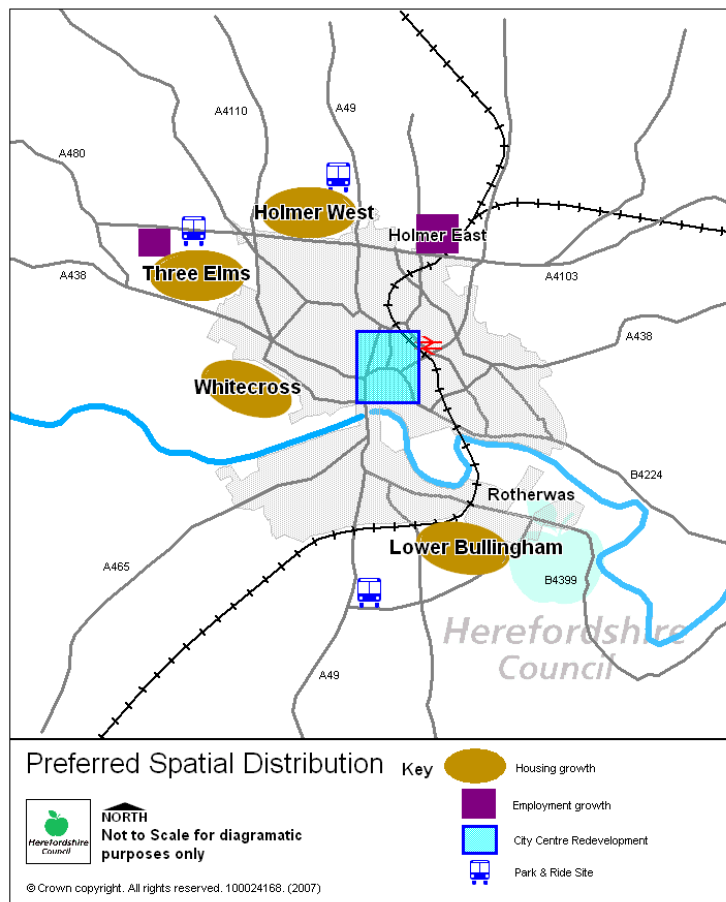 A4110
A49
A480
Holmer West
Holmer East
Three Elms
A438
A4103
A438
Whitecross
B4224
Rotherwas
Lower Bullingham
A465
B4399
Herefordshire
Council
A49
Preferred Spatial Distribution
Key
Housing growth
Employment growth
NORTH
Not to Scale for diagramatic
purposes only
Herefordshire
Council
City Centre Redevelopment
Park & Ride Site
© Crown copyright. All rights reserved. 100024168. (2007)